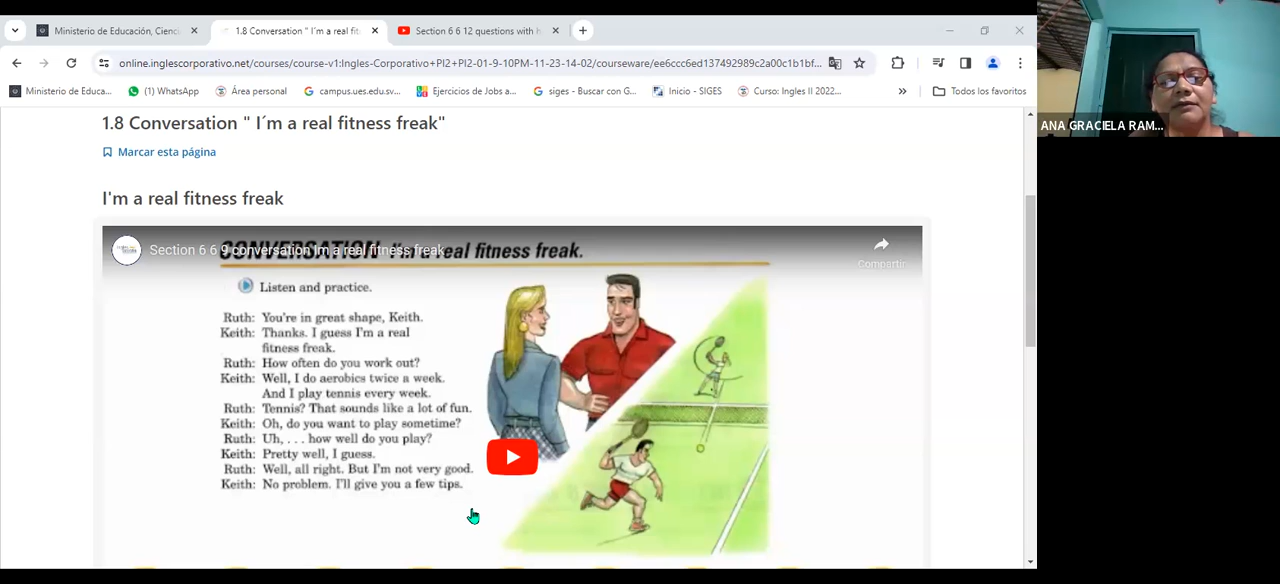 Ministerio de Educación, Cienci
1.8 Conversation " I´m a real fit
Section 6 6 12 questions with h
online.inglescorporativo.net/courses/course-v1:Ingles-Corporativo+PI2+PI2-01-9-10PM-11-23-14-02/courseware/ee6ccc6ed137492989c2a00c1b1bf...
Ministerio de Educa...
(1) WhatsApp
Área personal
campus.ues.edu.sv...
Ejercicios de Jobs a...
siges - Buscar con G...
Inicio - SIGES
Curso: Ingles II 2022...
»
Todos los favoritos
ANA GRACIELA RAM...
1.8 Conversation " I´m a real fitness freak"
Marcar esta página
I'm a real fitness freak
Section 6 6 9 conversation Im a real fitness freak
CONVERSATION I'm a real fitness freak.
Compartir
Listen and practice.
Ruth: You're in great shape, Keith.
Keith: Thanks. I guess I'm a real
fitness freak.
Ruth: How often do you work out?
Keith: Well, I do aerobics twice a week.
And I play tennis every week.
Ruth: Tennis? That sounds like a lot of fun.
Keith: Oh, do you want to play sometime?
Ruth: Uh, . . . how well do you play?
Keith: Pretty well, I guess.
Ruth: Well, all right. But I'm not very good.
Keith: No problem. I'll give you a few tips.